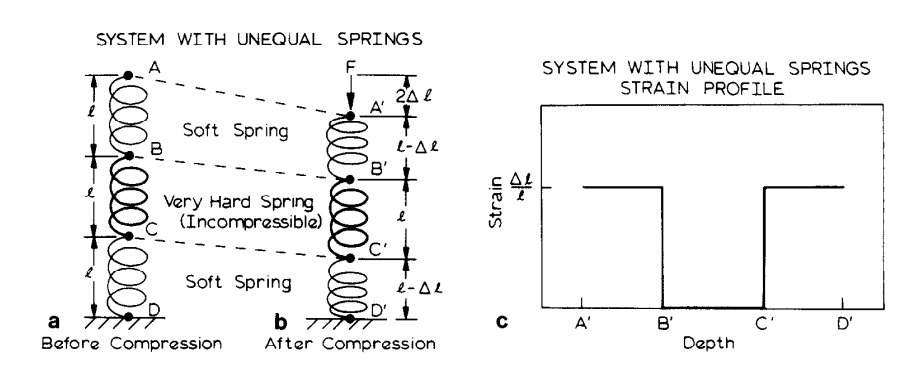 SYSTEM WITH UNEQUAL SPRINGS
A
F
2Δℓ
A'
ℓ
Soft Spring
ℓ-Δℓ
B
B'
ℓ
Very Hard Spring
(Incompressible)
ℓ
C
C'
ℓ
Soft Spring
ℓ-Δℓ
D
D'
a
b
Before Compression
After Compression
SYSTEM WITH UNEQUAL SPRINGS
STRAIN PROFILE
Strain
Δℓ
ℓ
c
A'
B'
C'
D'
Depth